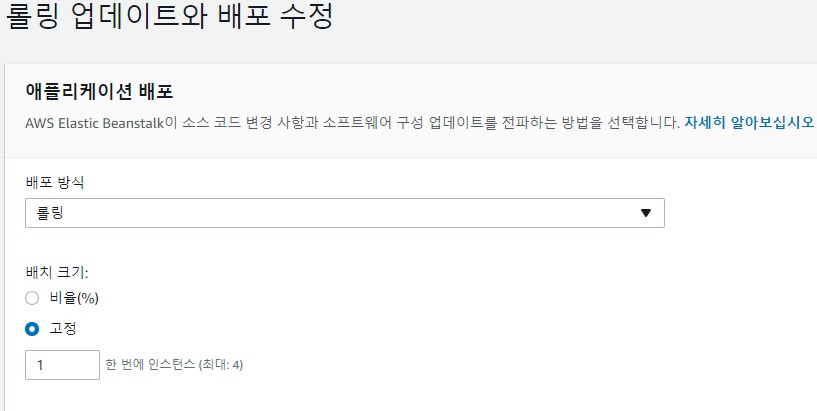 롤링 업데이트와 배포 수정
애플리케이션 배포
AWS Elastic Beanstalk이 소스 코드 변경 사항과 소프트웨어 구성 업데이트를 전파하는 방법을 선택합니다. 자세히 알아보십시오
배포 방식
롤링
배치 크기:
비율(%)
고정
1 한 번에 인스턴스 (최대: 4)